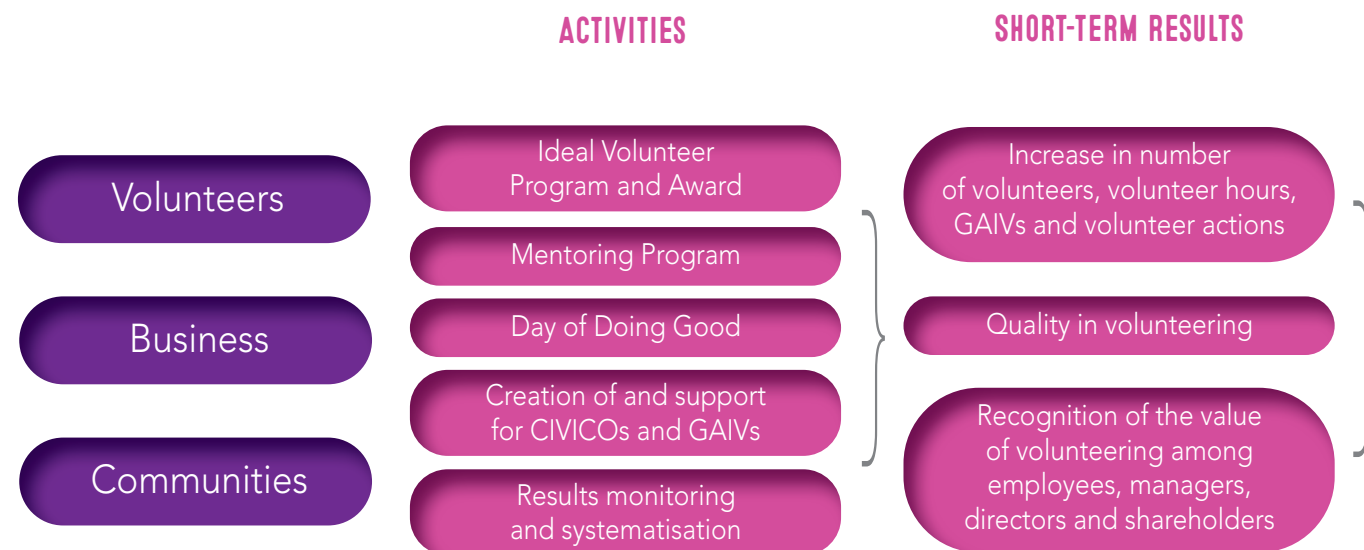 ACTIVITIES
SHORT-TERM RESULTS
Volunteers
Business
Communities
Ideal Volunteer
Program and Award
Mentoring Program
Day of Doing Good
Creation of and support
for CIVICOs and GAIVs
Results monitoring
and systematisation
Increase in number
of volunteers, volunteer hours,
GAIVs and volunteer actions
Quality in volunteering
Recognition of the value
of volunteering among
employees, managers,
directors and shareholders